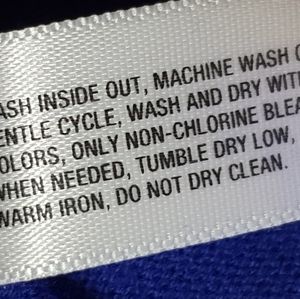 ASH INSIDE OUT, MACHINE WASH
ENTLE CYCLE, WASH AND DRY WIT
OLORS, ONLY NON-CHLORINE BLEA
WHEN NEEDED, TUMBLE DRY LOW,
WARM IRON, DO NOT DRY CLEAN.